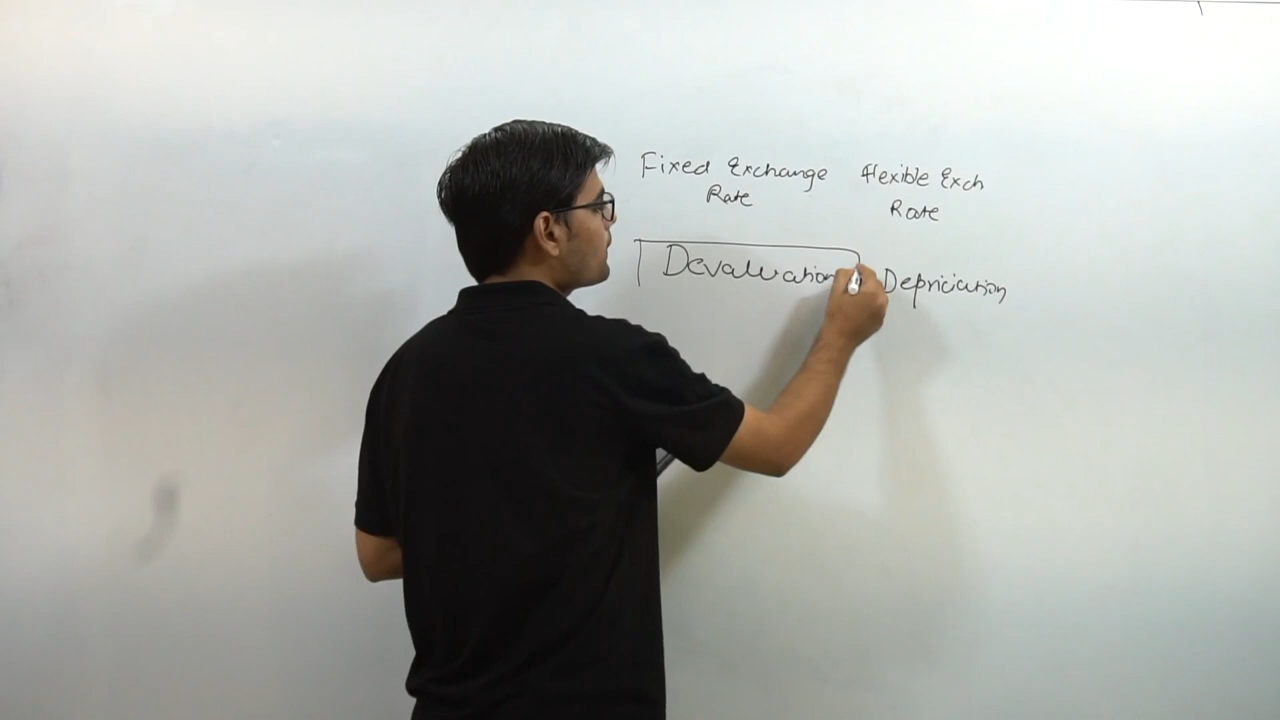 Fixed Exchange
Rate
flexible Exch
Rate
Devaluation
Depriciation